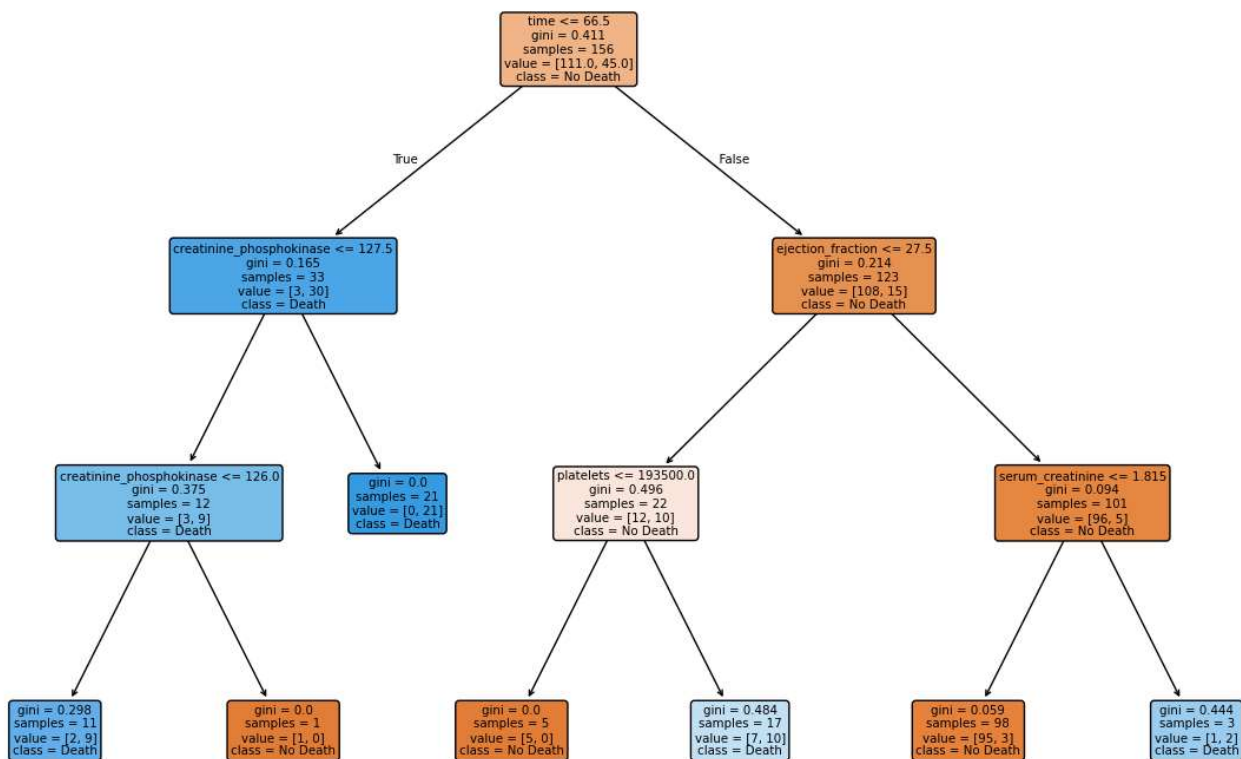 time <= 66.5
gini = 0.411
samples = 156
value = [111.0, 45.0]
class = No Death
True
False
creatinine_phosphokinase <= 127.5
gini = 0.165
samples = 33
value = [3, 30]
class = Death
ejection_fraction <= 27.5
gini = 0.214
samples = 123
value = [108, 15]
class = No Death
creatinine_phosphokinase <= 126.0
gini = 0.375
samples = 12
value = [3, 9]
class = Death
gini = 0.0
samples = 21
value = [0, 21]
class = Death
platelets <= 193500.0
gini = 0.496
samples = 22
value = [12, 10]
class = No Death
serum_creatinine <= 1.815
gini = 0.094
samples = 101
value = [96, 5]
class = No Death
gini = 0.298
samples = 11
value = [2, 9]
class = Death
gini = 0.0
samples = 1
value = [1, 0]
class = No Death
gini = 0.0
samples = 5
value = [5, 0]
class = No Death
gini = 0.484
samples = 17
value = [7, 10]
class = Death
gini = 0.059
samples = 98
value = [95, 3]
class = No Death
gini = 0.444
samples = 3
value = [1, 2]
class = Death